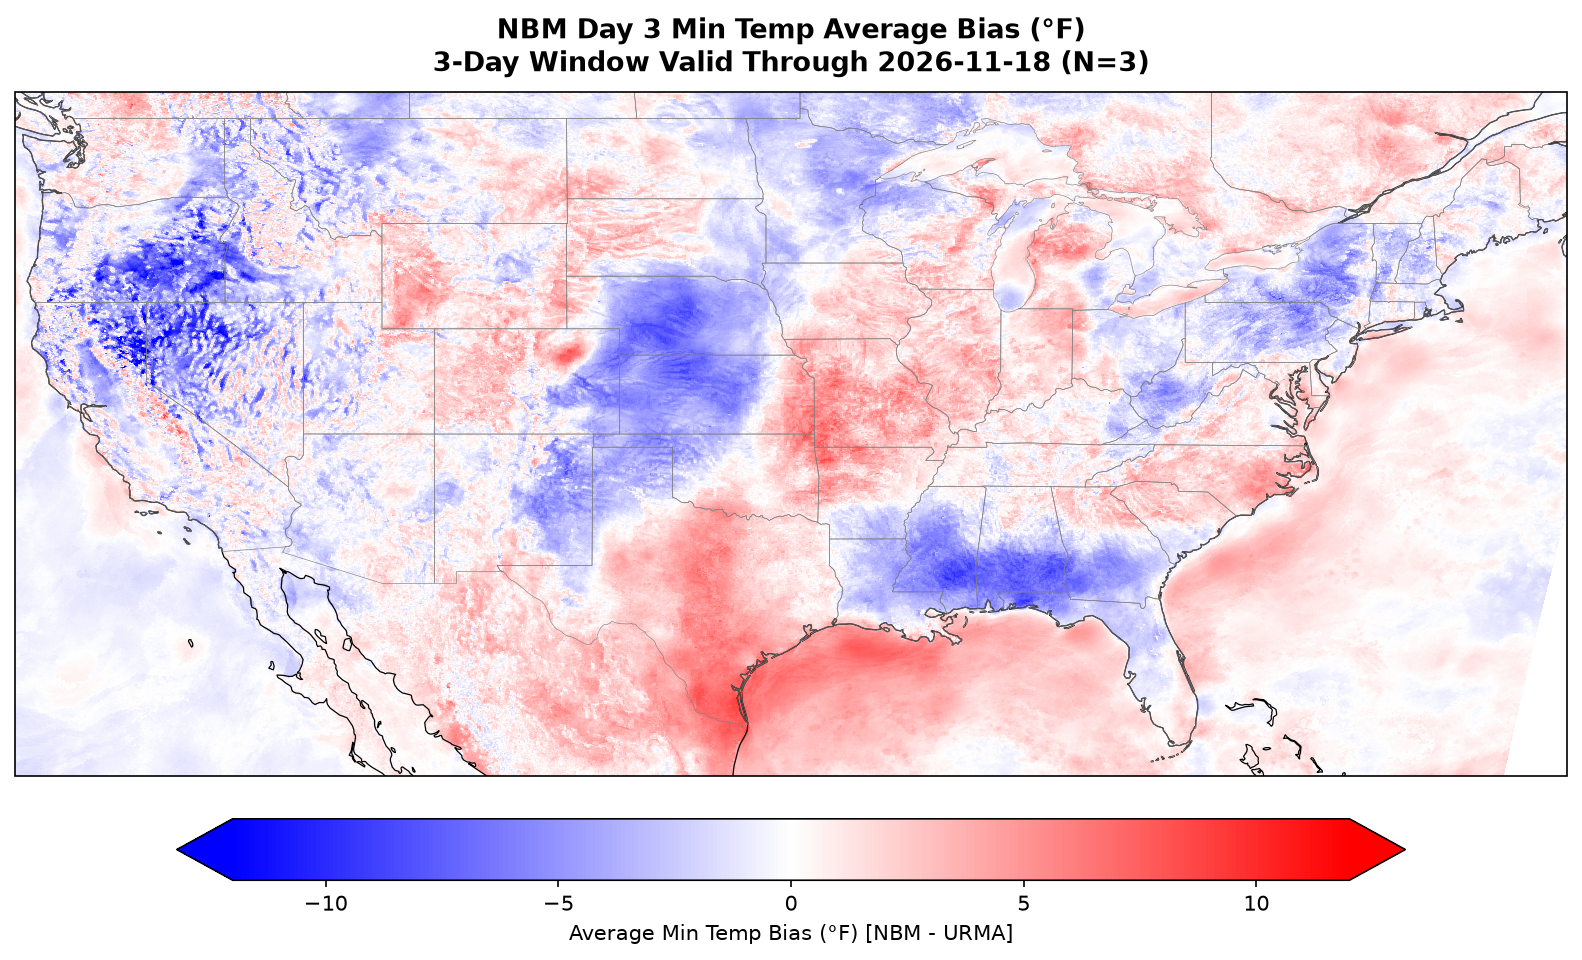 NBM Day 3 Min Temp Average Bias (°F)
3-Day Window Valid Through 2026-11-18 (N=3)
−10 −5 0 5 10
Average Min Temp Bias (°F) [NBM - URMA]